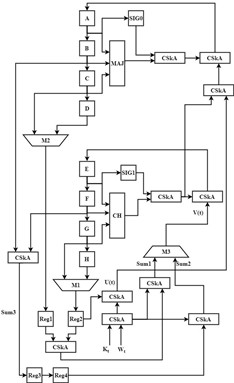 A
SIG0
B
MAJ
CSkA
CSkA
C
CSkA
D
M2
E
SIG1
F
CSkA
CSkA
CH
G
V(t)
H
M3
CSkA
M1
U(t)
Sum1
Sum2
CSkA
CSkA
Sum3
Reg1
Reg2
CSkA
CSkA
CSkA
Kt
Wt
Reg3
Reg4